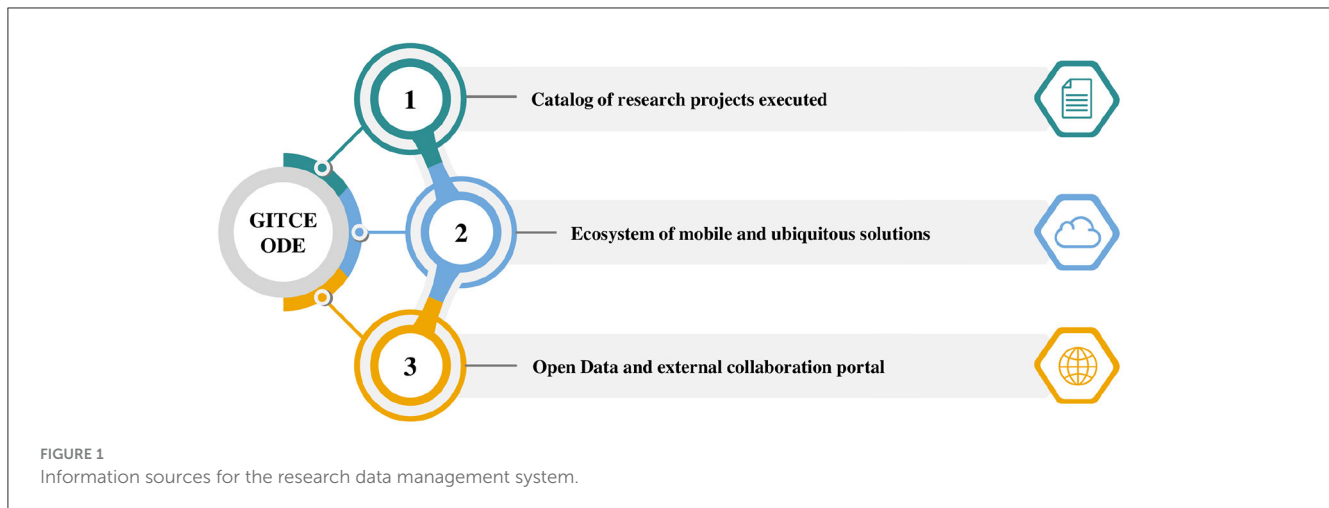 GITCE
ODE
1
Catalog of research projects executed
2
Ecosystem of mobile and ubiquitous solutions
3
Open Data and external collaboration portal
FIGURE 1
Information sources for the research data management system.